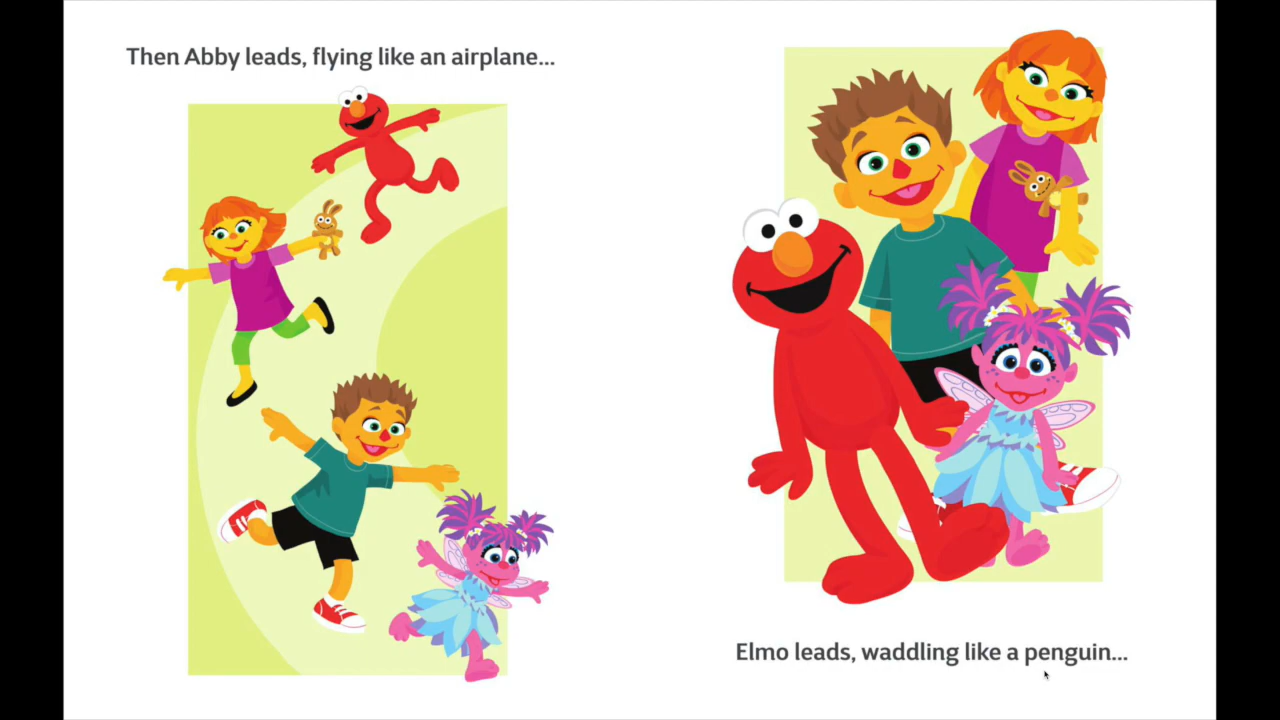 Then Abby leads, flying like an airplane...
Elmo leads, waddling like a penguin...